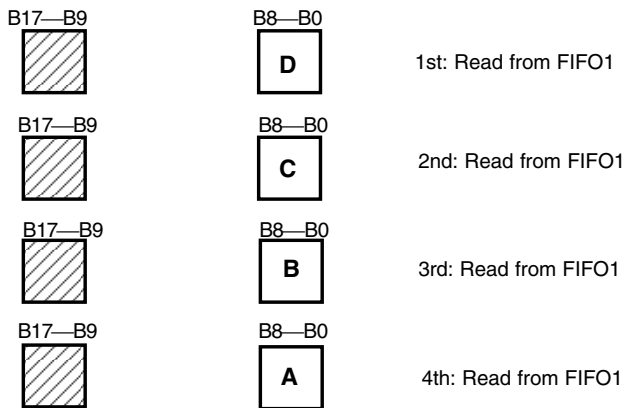 B17—B9 B8—B0
D 1st: Read from FIFO1
B17—B9 B8—B0
C 2nd: Read from FIFO1
B17—B9 B8—B0
B 3rd: Read from FIFO1
B17—B9 B8—B0
A 4th: Read from FIFO1